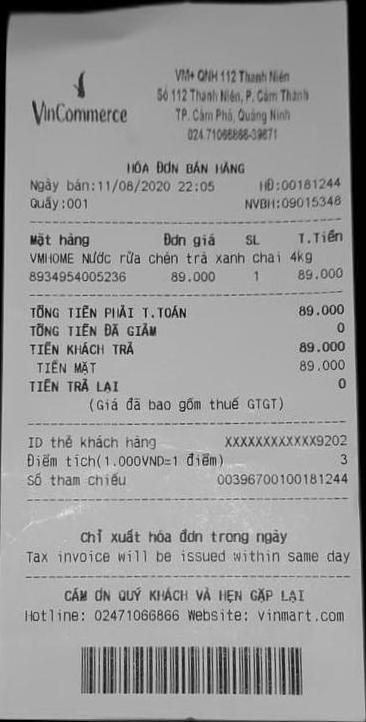 VinCommerce
VM+ QNH 112 Thanh Niên
Số 112 Thanh Niên, P. Cẩm Thành
TP. Cẩm Phả, Quảng Ninh
024.71066866-39671
HÓA ĐƠN BÁN HÀNG
Ngày bán:11/08/2020 22:05 HĐ:00181244
Quầy:001 NVBH:09015348
Mặt hàng Đơn giá SL T.Tiền
VMHOME Nước rửa chén trà xanh chai 4kg
8934954005236 89.000 1 89.000
TỔNG TIỀN PHẢI T.TOÁN 89.000
TỔNG TIỀN ĐÃ GIẢM 0
TIỀN KHÁCH TRẢ 89.000
TIỀN MẶT 89.000
TIỀN TRẢ LẠI 0
(Giá đã bao gồm thuế GTGT)
ID thẻ khách hàng XXXXXXXXXXXX9202
Điểm tích(1.000VND=1 điểm) 3
Số tham chiếu 00396700100181244
Chỉ xuất hóa đơn trong ngày
Tax invoice will be issued within same day
CẢM ƠN QUÝ KHÁCH VÀ HẸN GẶP LẠI
Hotline: 02471066866 Website: vinmart.com